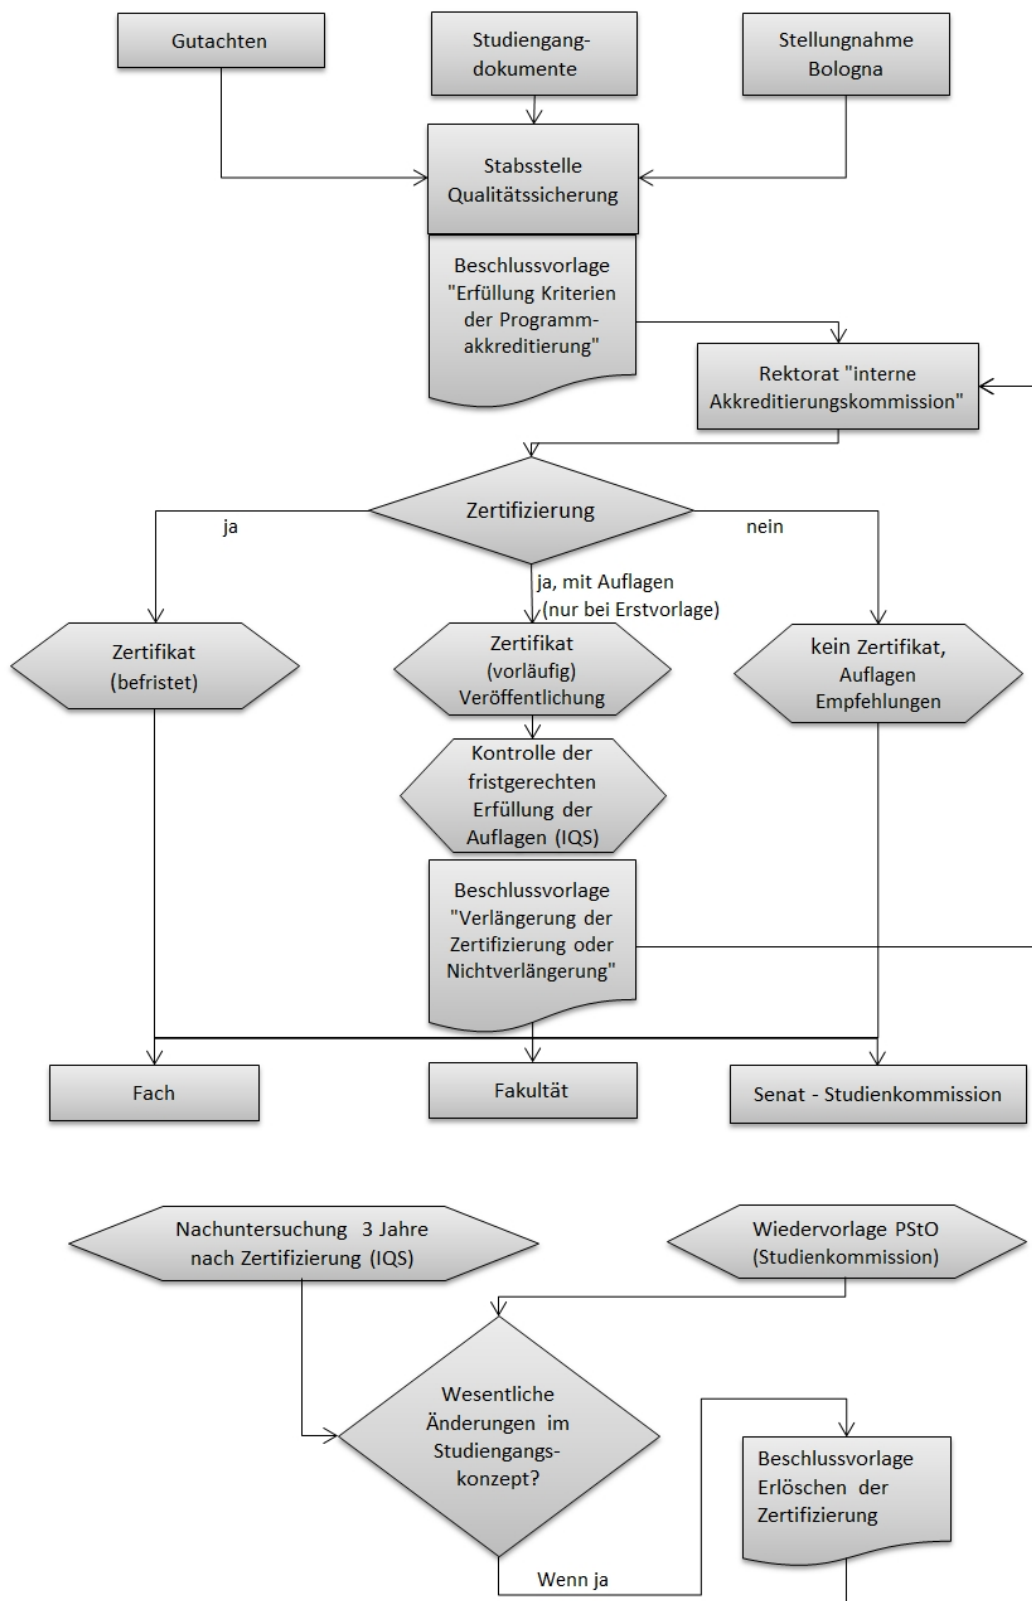 Gutachten
Studiengang-
dokumente
Stellungnahme
Bologna
Stabsstelle
Qualitätssicherung
Beschlussvorlage
"Erfüllung Kriterien
der Programm-
akkreditierung"
Rektorat "interne
Akkreditierungskommission"
Zertifizierung
ja
nein
ja, mit Auflagen
(nur bei Erstvorlage)
Zertifikat
(befristet)
Zertifikat
(vorläufig)
Veröffentlichung
kein Zertifikat,
Auflagen
Empfehlungen
Kontrolle der
fristgerechten
Erfüllung der
Auflagen (IQS)
Beschlussvorlage
"Verlängerung der
Zertifizierung oder
Nichtverlängerung"
Fach
Fakultät
Senat - Studienkommission
Nachuntersuchung 3 Jahre
nach Zertifizierung (IQS)
Wiedervorlage PStO
(Studienkommission)
Wesentliche
Änderungen im
Studiengangs-
konzept?
Beschlussvorlage
Erlöschen der
Zertifizierung
Wenn ja